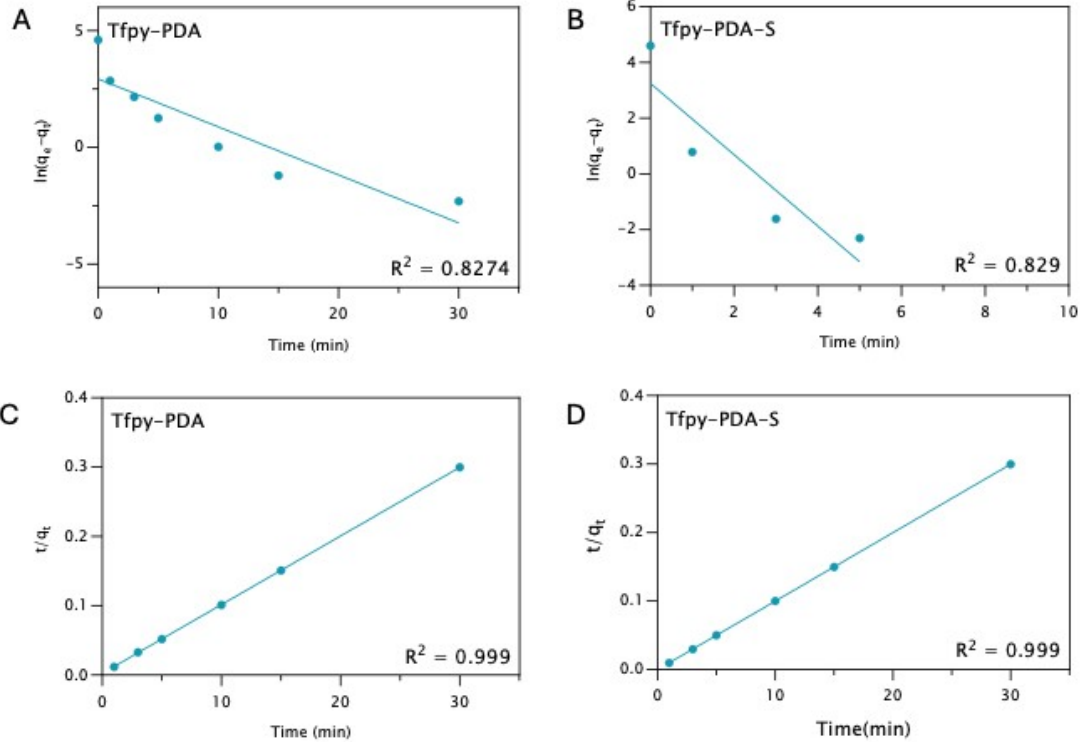 A
Tfpy-PDA
5
0
-5
ln(qₑ-qₜ)
R² = 0.8274
0 10 20 30
Time (min)
B
Tfpy-PDA-S
6
4
2
0
-2
-4
ln(qₑ-qₜ)
R² = 0.829
0 2 4 6 8 10
Time (min)
C
Tfpy-PDA
0.4
0.3
0.2
0.1
0.0
t/qₜ
R² = 0.999
0 10 20 30
Time (min)
D
Tfpy-PDA-S
0.4
0.3
0.2
0.1
0.0
t/qₜ
R² = 0.999
0 10 20 30
Time(min)